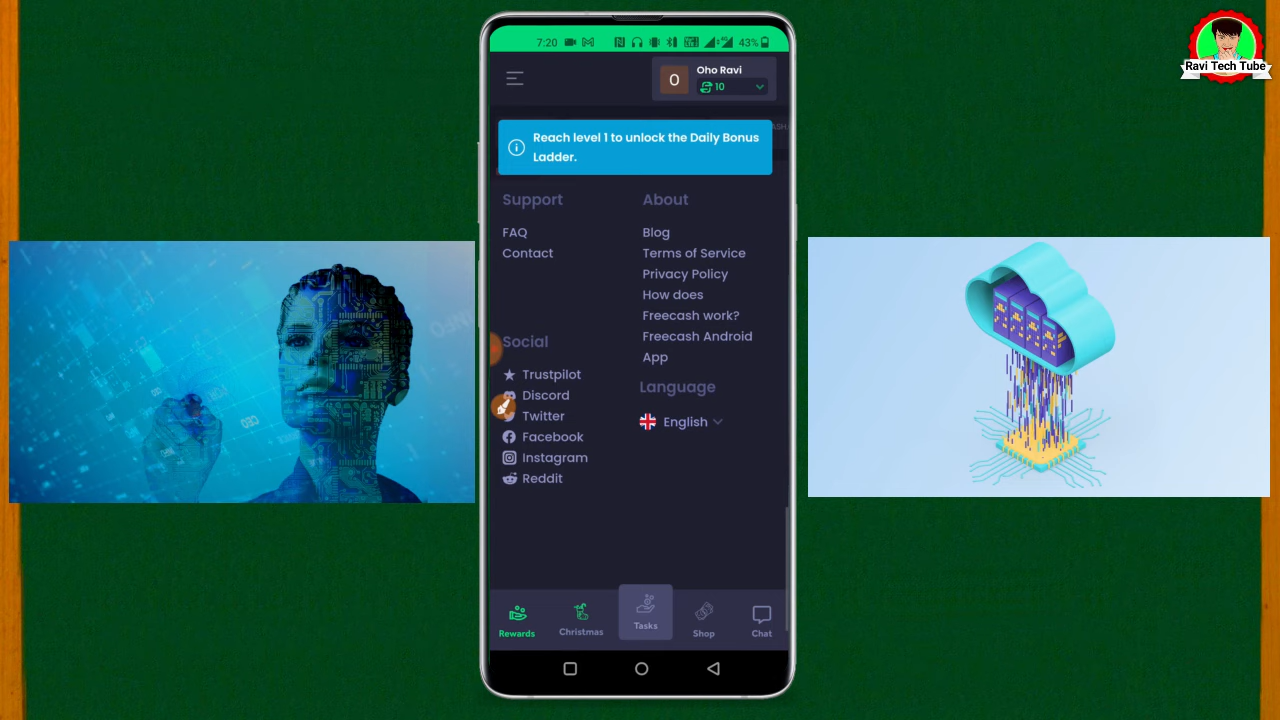 Ravi Tech Tube
7:20
43%
O
Oho Ravi
10
Reach level 1 to unlock the Daily Bonus
Ladder.
Support
About
FAQ
Blog
Contact
Terms of Service
Privacy Policy
How does
Freecash work?
Freecash Android
App
Social
Language
Trustpilot
Discord
English
Twitter
Facebook
Instagram
Reddit
Rewards
Christmas
Tasks
Shop
Chat